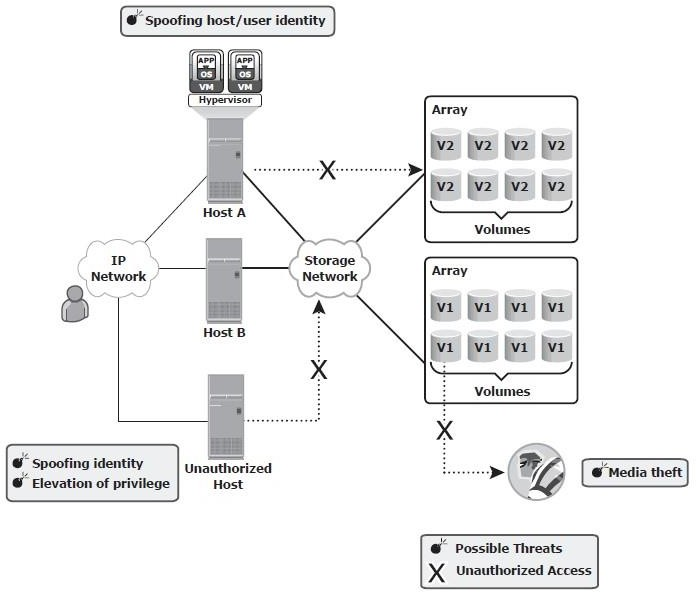 Spoofing host/user identity
APP APP
OS OS
VM VM
Hypervisor
Host A
X
Array
V2 V2 V2 V2
V2 V2 V2 V2
Volumes
IP
Network
Storage
Network
Host B
Array
V1 V1 V1 V1
V1 V1 V1 V1
Volumes
X
X
Unauthorized
Host
Spoofing identity
Elevation of privilege
Media theft
Possible Threats
X Unauthorized Access